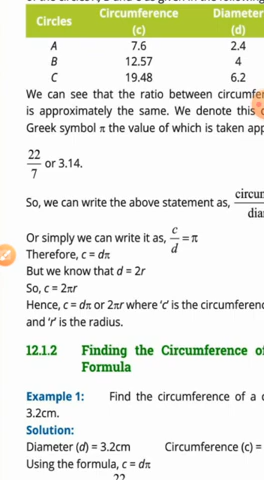 Circles Circumference (c) Diameter (d)
A 7.6 2.4
B 12.57 4
C 19.48 6.2
We can see that the ratio between
is approximately the same. We denote this
Greek symbol π the value of which is taken
22/7 or 3.14.
So, we can write the above statement as,
Or simply we can write it as, c/d = π
Therefore, c = dπ
But we know that d = 2r
So, c = 2πr
Hence, c = dπ or 2πr where 'c' is the
and 'r' is the radius.
12.1.2 Finding the Circumference
Formula
Example 1: Find the circumference of a
3.2cm.
Solution:
Diameter (d) = 3.2cm Circumference (c) =
Using the formula, c = dπ
22